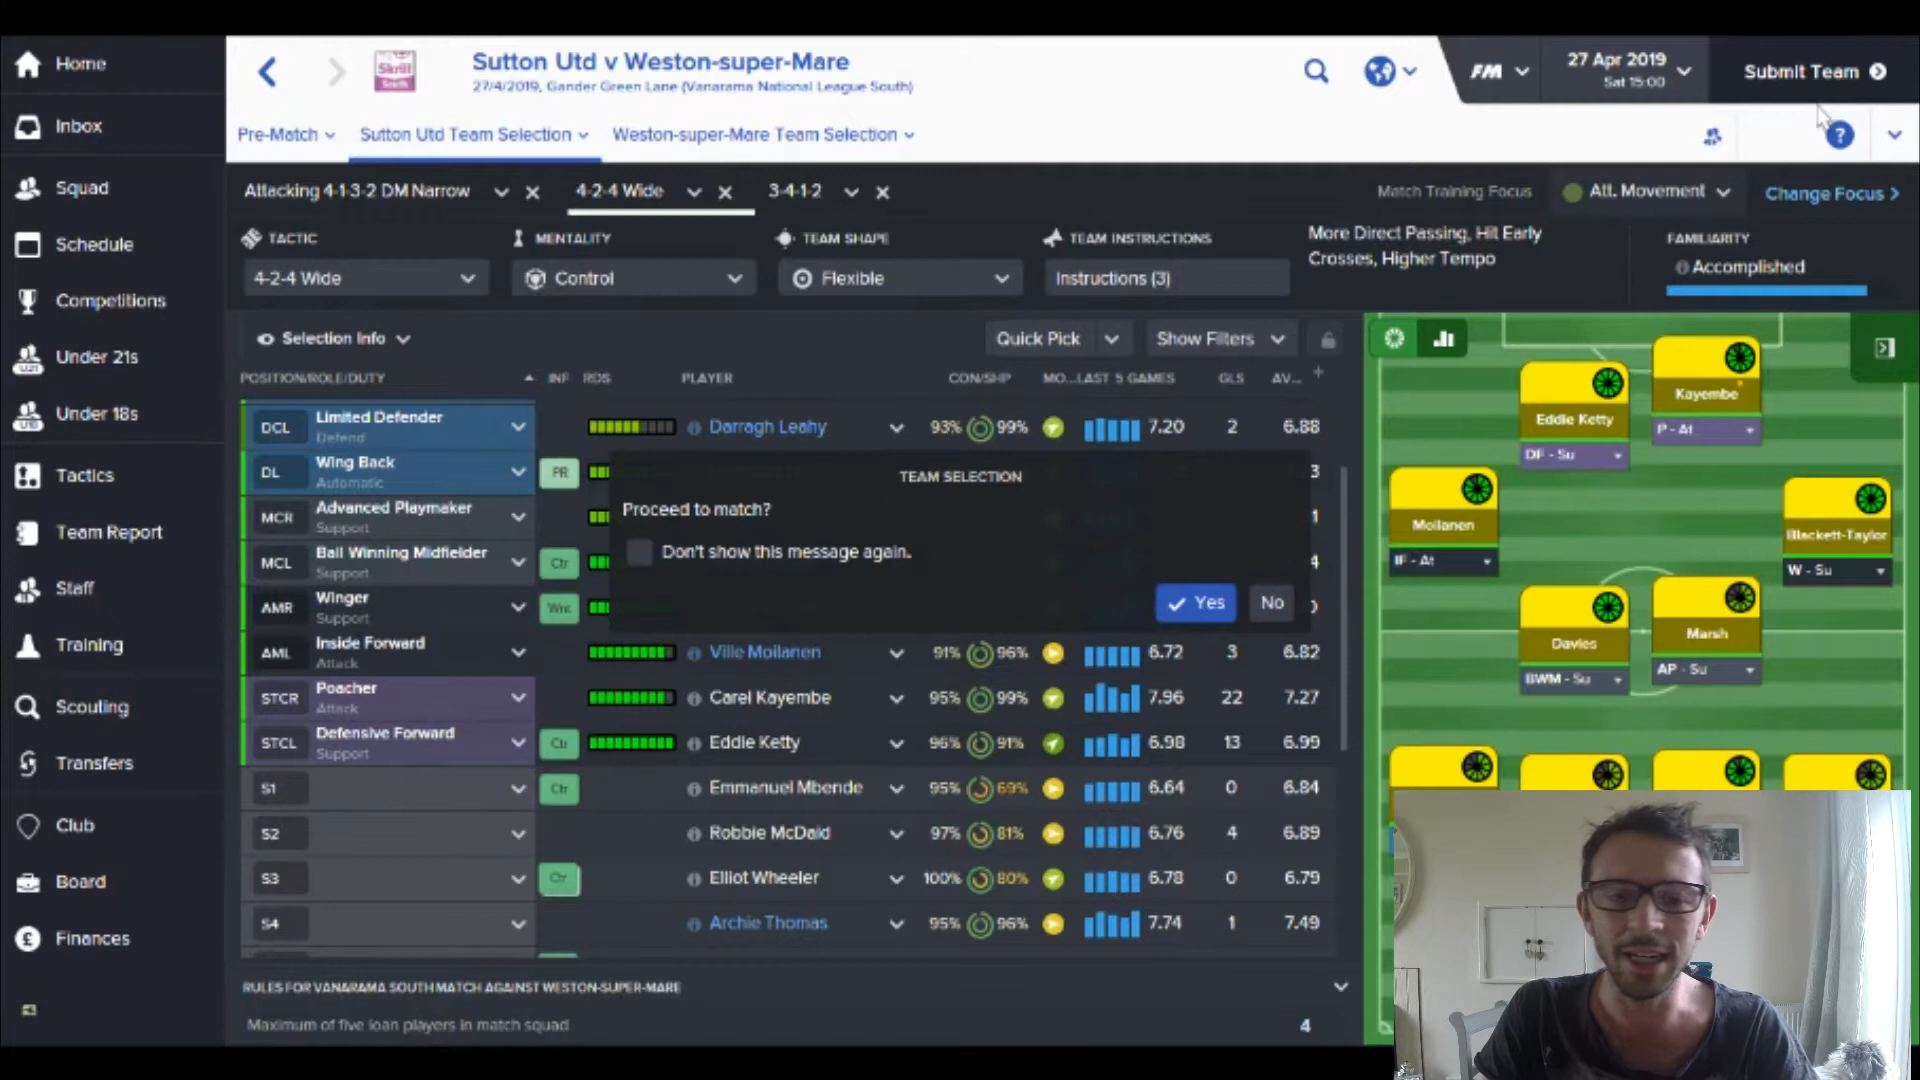 Home
Inbox
Squad
Schedule
Competitions
Under 21s
Under 18s
Tactics
Team Report
Staff
Training
Scouting
Transfers
Club
Board
Finances
Skrill
South
Sutton Utd v Weston-super-Mare
27/4/2019, Gander Green Lane (Vanarama National League South)
FM
27 Apr 2019
Sat 15:00
Submit Team
Pre-Match
Sutton Utd Team Selection
Weston-super-Mare Team Selection
?
Attacking 4-1-3-2 DM Narrow
4-2-4 Wide
3-4-1-2
Match Training Focus
Att. Movement
Change Focus >
TACTIC
MENTALITY
TEAM SHAPE
TEAM INSTRUCTIONS
4-2-4 Wide
Control
Flexible
Instructions (3)
More Direct Passing, Hit Early
Crosses, Higher Tempo
FAMILIARITY
Accomplished
Selection Info
Quick Pick
Show Filters
POSITION/ROLE/DUTY INF PLAYER CON/SHP MO... LAST 5 GAMES GLS AV...
DCL Limited Defender Defend Darragh Leahy 93% 99% 7.20 2 6.88
DL Wing Back Automatic PR 3
MCR Advanced Playmaker Support 1
MCL Ball Winning Midfielder Support Ctr 4
AMR Winger Support Wnt
AML Inside Forward Attack Ville Moilanen 91% 96% 6.72 3 6.82
STCR Poacher Attack Carel Kayembe 95% 99% 7.96 22 7.27
STCL Defensive Forward Support Ctr Eddie Ketty 96% 91% 6.98 13 6.99
S1 Ctr Emmanuel Mbende 95% 69% 6.64 0 6.84
S2 Robbie McDaid 97% 81% 6.76 4 6.89
S3 Ctr Elliot Wheeler 100% 80% 6.78 0 6.79
S4 Archie Thomas 95% 96% 7.74 1 7.49
TEAM SELECTION
Proceed to match?
Don't show this message again.
Yes
No
RULES FOR VANARAMA SOUTH MATCH AGAINST WESTON-SUPER-MARE
Maximum of five loan players in match squad
4
Kayembe
P - At
Eddie Ketty
DF - Su
Moilanen
IF - At
Blackett-Taylor
W - Su
Davies
BWM - Su
Marsh
AP - Su